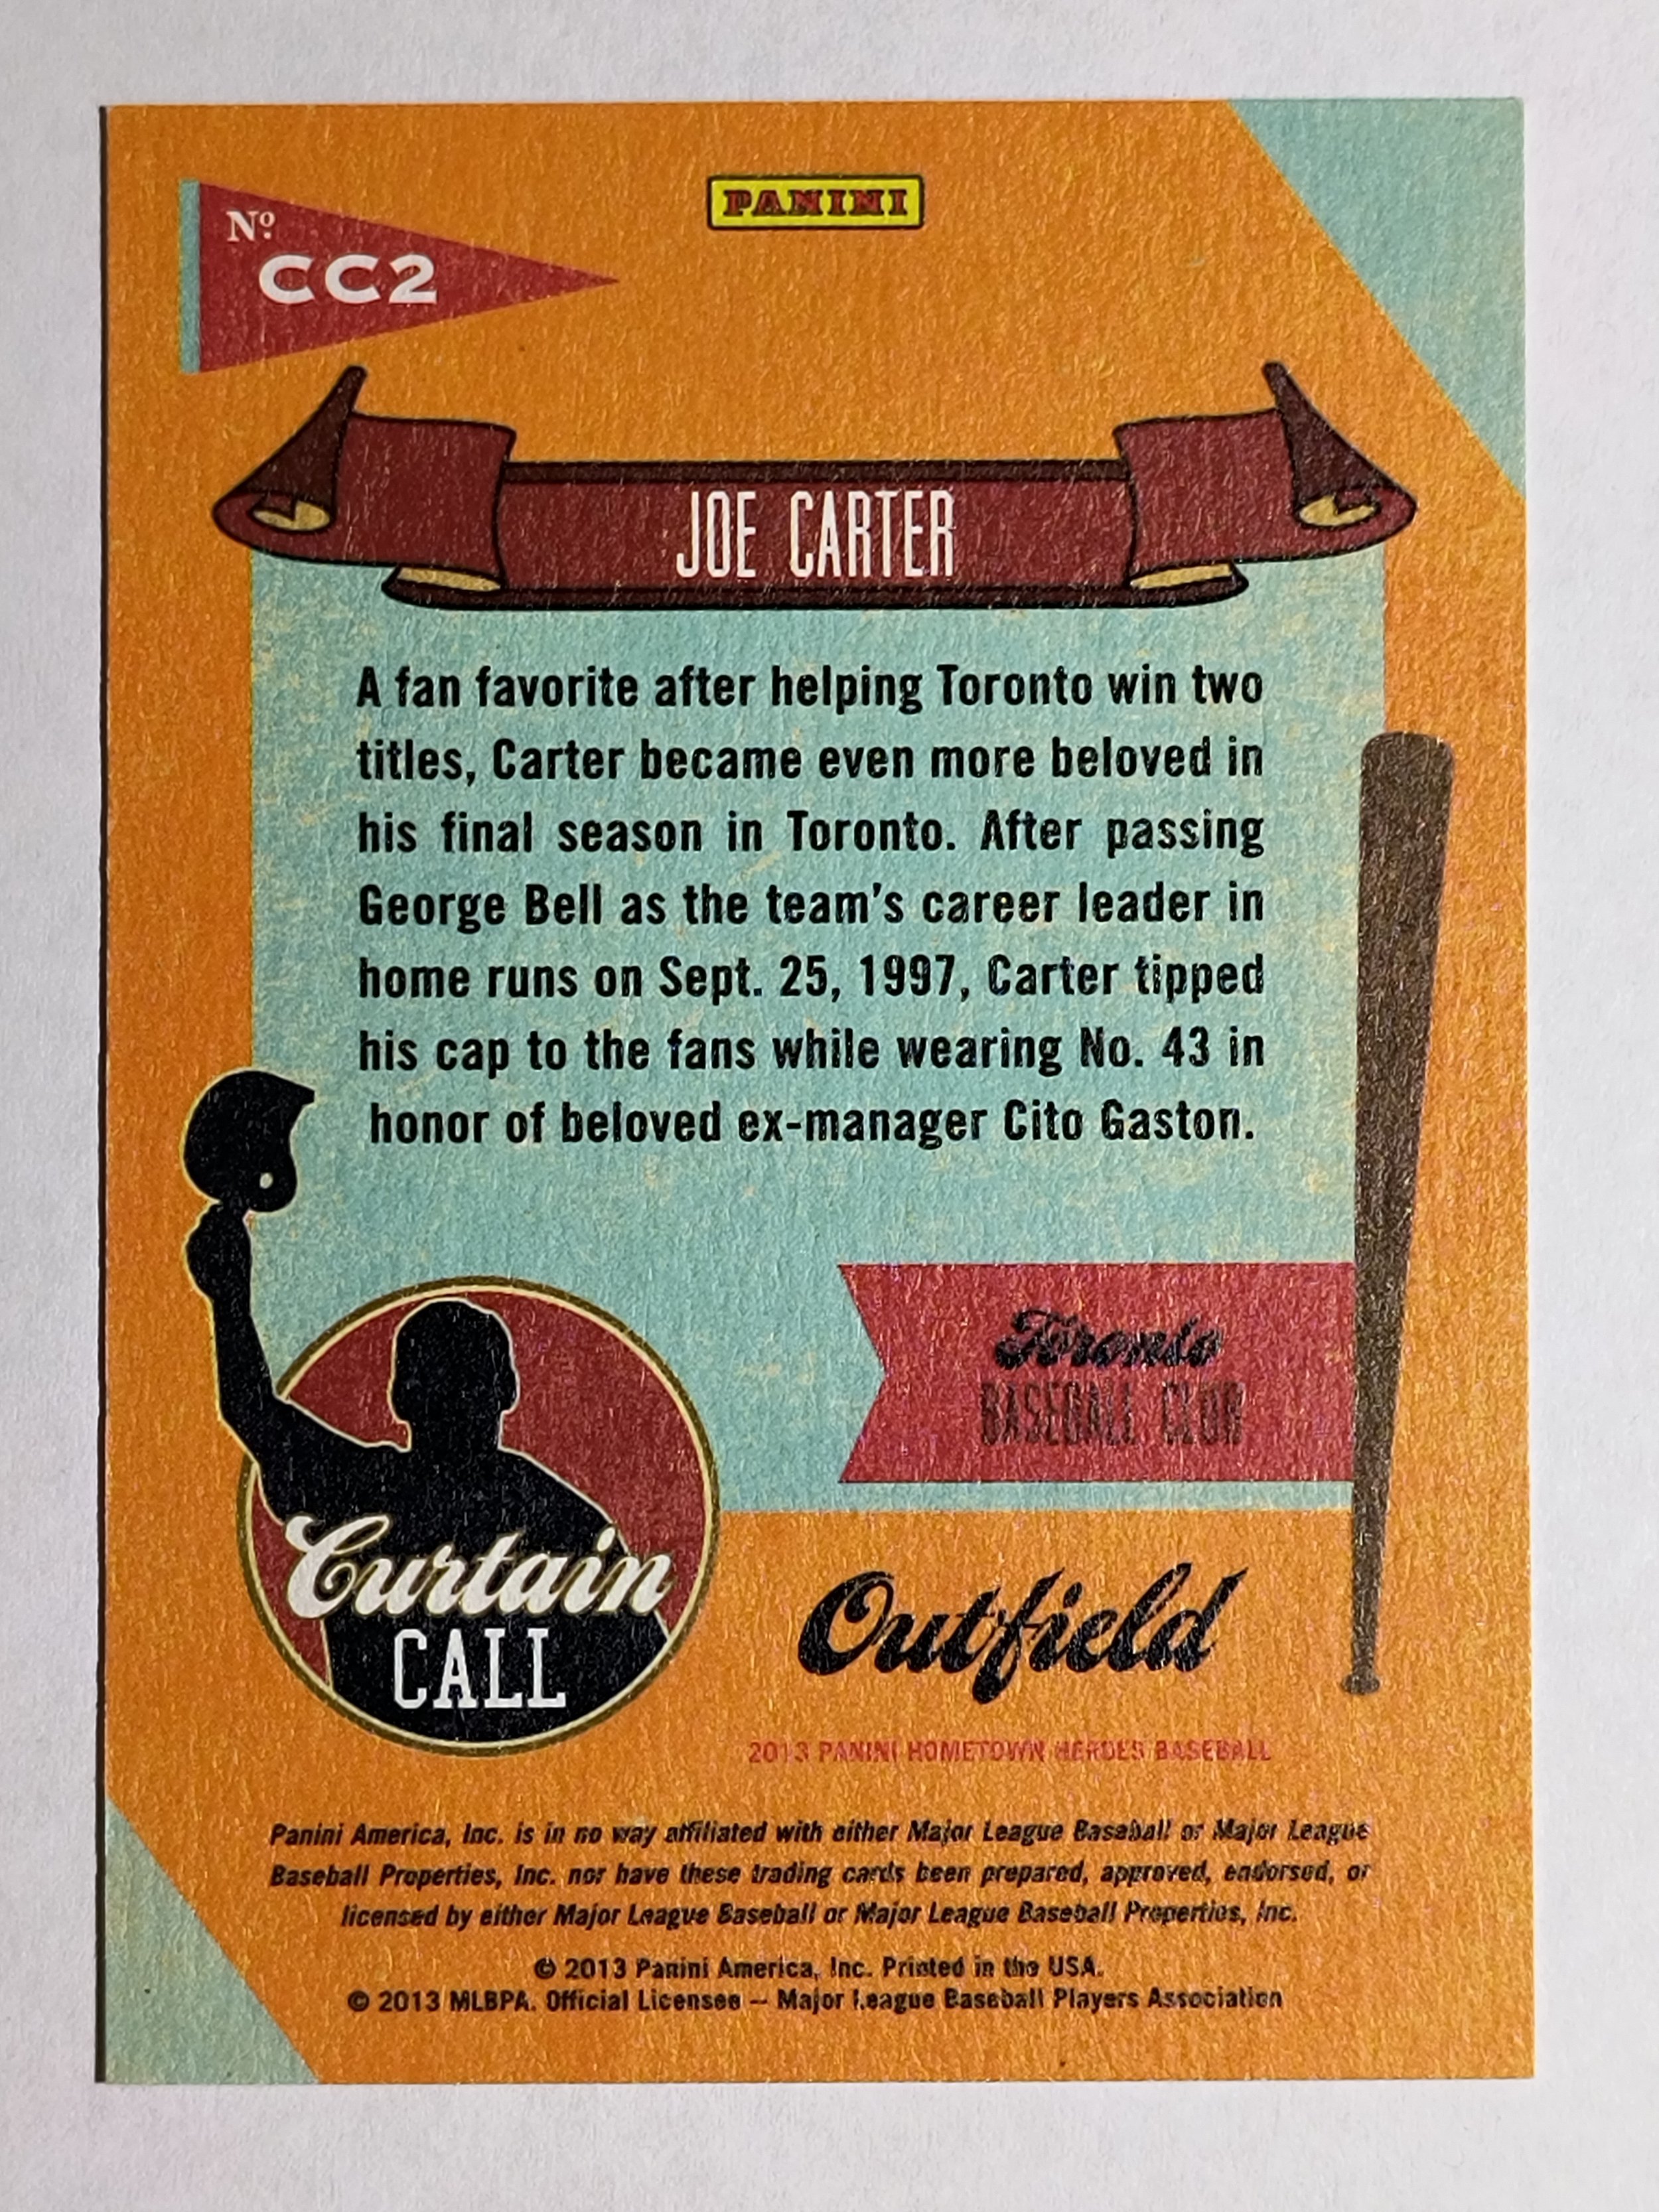 Nº
CC2
PANINI
JOE CARTER
A fan favorite after helping Toronto win two
titles, Carter became even more beloved in
his final season in Toronto. After passing
George Bell as the team's career leader in
home runs on Sept. 25, 1997, Carter tipped
his cap to the fans while wearing No. 43 in
honor of beloved ex-manager Cito Gaston.
Toronto
BASEBALL CLUB
Curtain
CALL
Outfield
2013 PANINI HOMETOWN HEROES BASEBALL
Panini America, Inc. is in no way affiliated with either Major League Baseball or Major League
Baseball Properties, Inc. nor have these trading cards been prepared, approved, endorsed, or
licensed by either Major League Baseball or Major League Baseball Properties, Inc.
© 2013 Panini America, Inc. Printed in the USA.
© 2013 MLBPA. Official Licensee – Major League Baseball Players Association